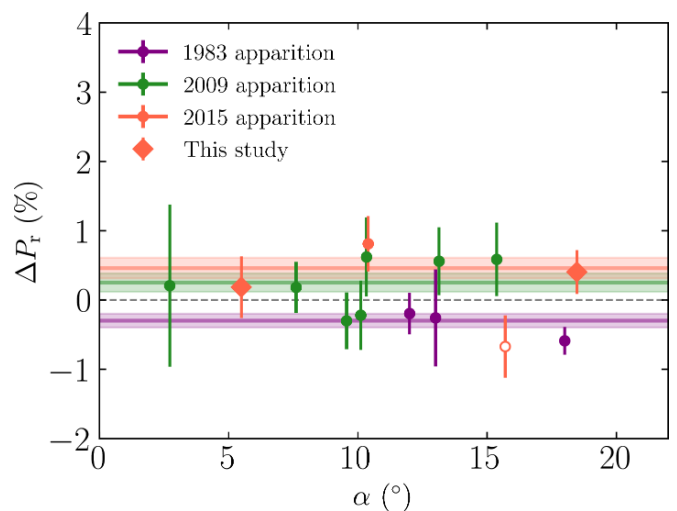 4
3
2
1
0
−1
−2
ΔPr (%)
1983 apparition
2009 apparition
2015 apparition
This study
0 5 10 15 20
α (°)